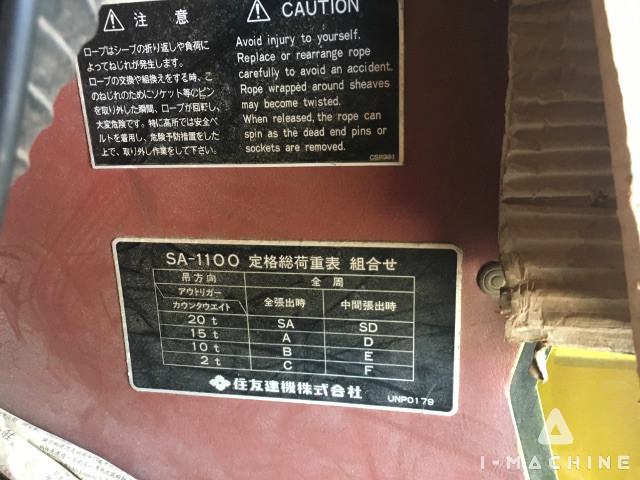 注 意
ロープはシーブの折り返しや負荷に
よってねじれが発生します。
ロープの交換や組換えをする時、こ
のねじれのためにソケット等のピン
を取り外した瞬間、ロープが回転し、
大変危険です。特に高所では安全ベ
ルトを着用し、危険予防措置をした
上で、取り外し作業をして下さい。
CAUTION
Avoid injury to yourself.
Replace or rearrange rope
carefully to avoid an accident.
Rope wrapped around sheaves
may become twisted.
When released, the rope can
spin as the dead end pins or
sockets are removed.
SA-1100 定格総荷重表 組合せ
吊方向 全周
アウトリガー
カウンタウエイト 全張出時 中間張出時
20t SA SD
15t A D
10t B E
2t C F
住友建機株式会社
UNP0179
I-MACHINE